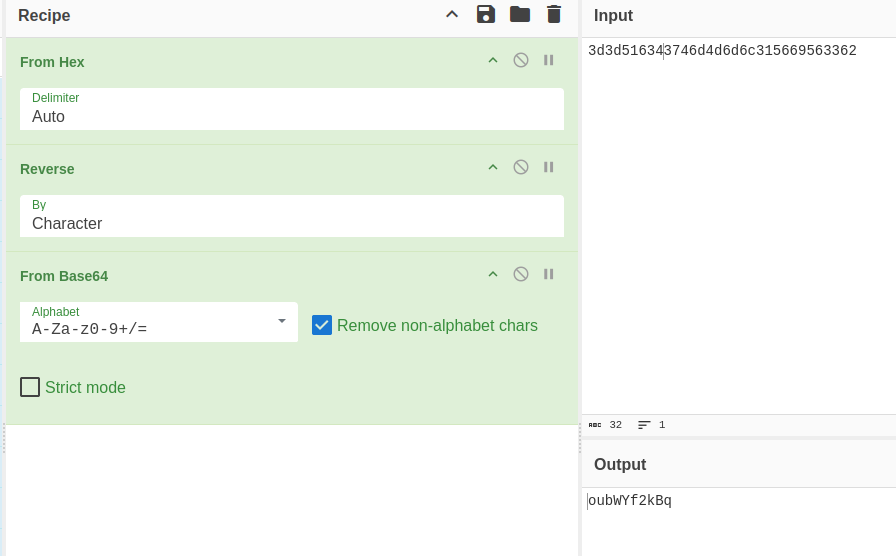 Recipe
From Hex
Delimiter
Auto
Reverse
By
Character
From Base64
Alphabet
A-Za-z0-9+/=
Remove non-alphabet chars
Strict mode
Input
3d3d516343746d4d6d6c315669563362
ABC 32 1
Output
oubWYf2kBq